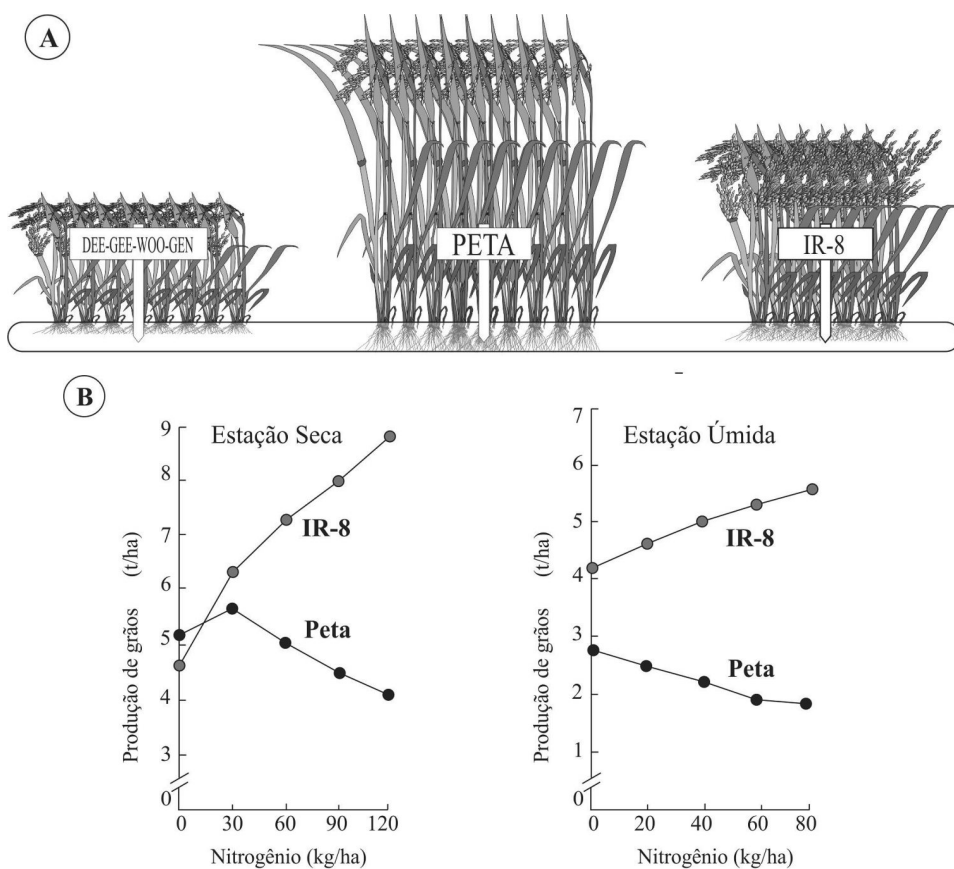 A
DEE-GEE-WOO-GEN
PETA
IR-8
B
Estação Seca
9
8
7
6
5
4
3
0
IR-8
Peta
Produção de grãos (t/ha)
0 30 60 90 120
Nitrogênio (kg/ha)
Estação Úmida
7
6
5
4
3
2
1
0
IR-8
Peta
Produção de grãos (t/ha)
0 20 40 60 80
Nitrogênio (kg/ha)